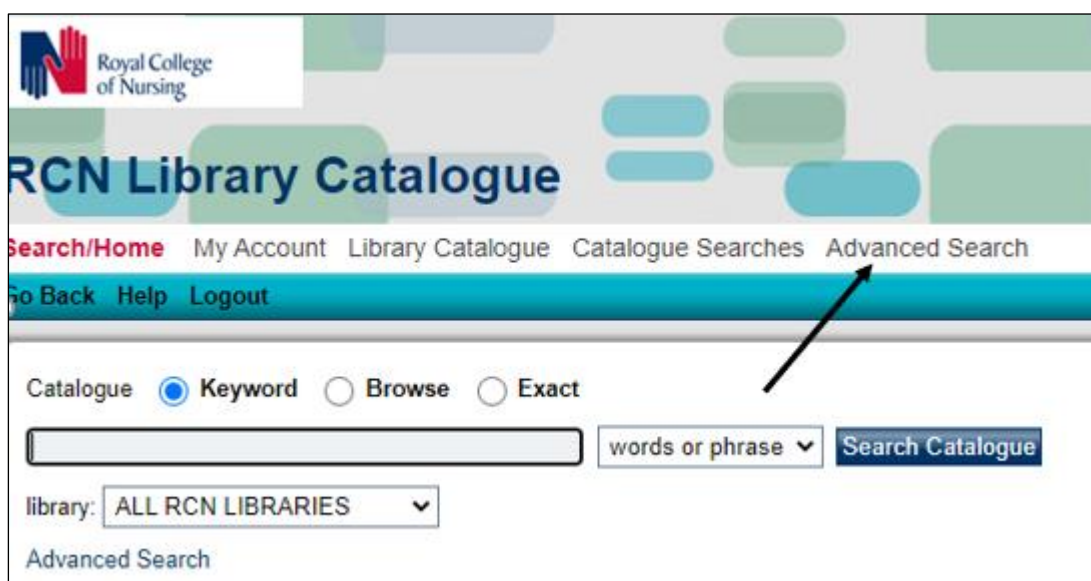 Royal College
of Nursing
RCN Library Catalogue
Search/Home My Account Library Catalogue Catalogue Searches Advanced Search
Go Back Help Logout
Catalogue Keyword Browse Exact
words or phrase Search Catalogue
library: ALL RCN LIBRARIES
Advanced Search